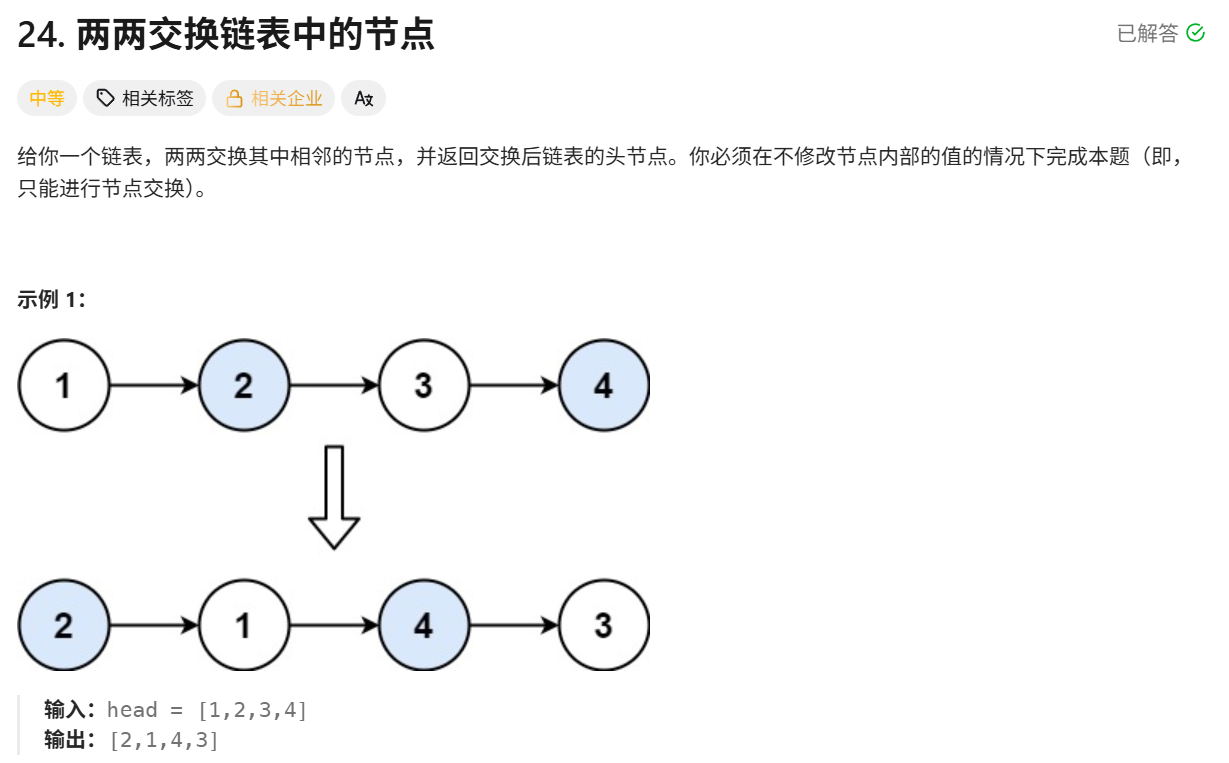 24. 两两交换链表中的节点
已解答
中等 相关标签 相关企业 A文
给你一个链表，两两交换其中相邻的节点，并返回交换后链表的头节点。你必须在不修改节点内部的值的情况下完成本题（即，
只能进行节点交换）。
示例 1：
1 2 3 4
2 1 4 3
输入：head = [1,2,3,4]
输出：[2,1,4,3]